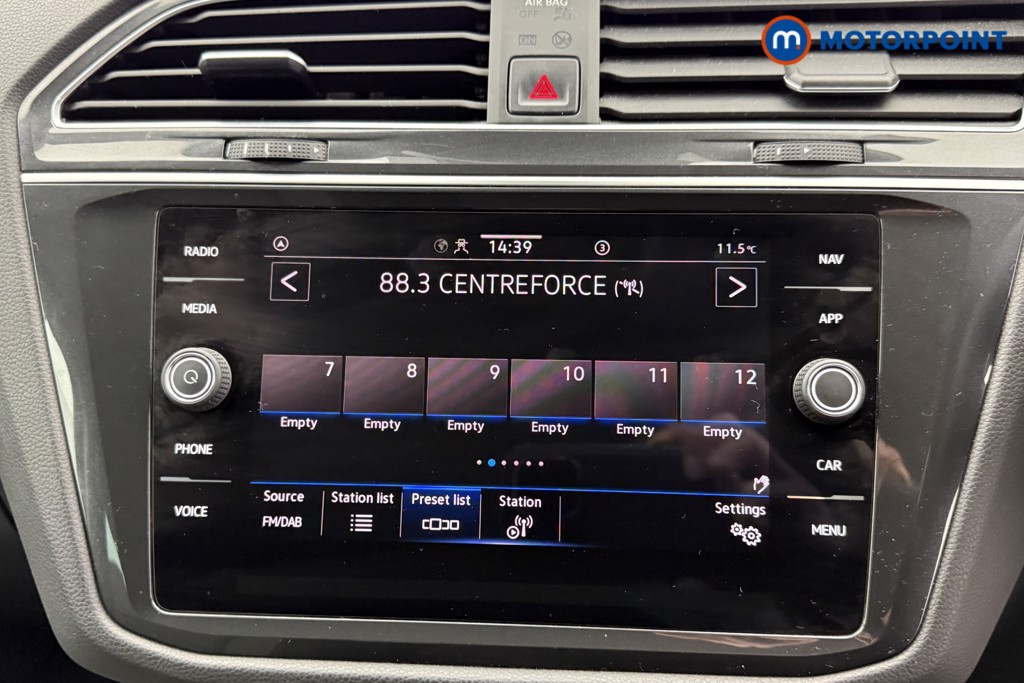 AIR BAG
OFF
ON
m MOTORPOINT
RADIO
MEDIA
PHONE
VOICE
14:39
3
11.5°C
< 88.3 CENTREFORCE >
7 8 9 10 11 12
Empty Empty Empty Empty Empty Empty
Source Station list Preset list Station Settings
FM/DAB
NAV
APP
CAR
MENU